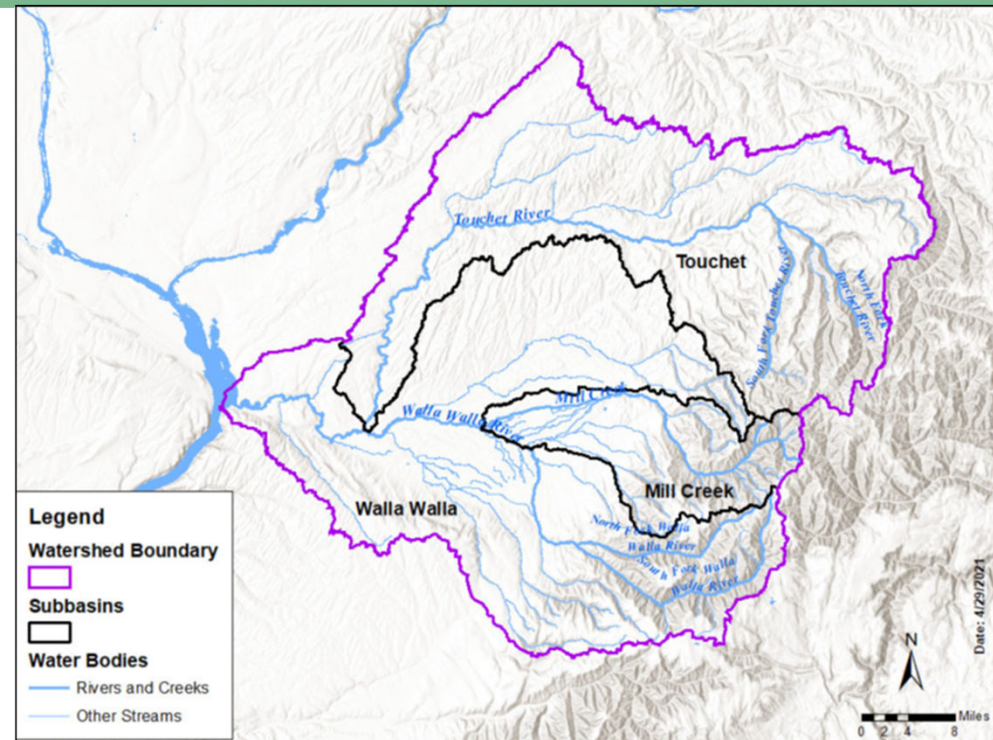 Touchet River
Touchet
South Fork Touchet River
North Fork
Touchet River
Mill Creek
Walla Walla River
Walla Walla
Mill Creek
North Fork Walla
Walla River
South Fork Walla
Walla River
Legend
Watershed Boundary
Subbasins
Water Bodies
Rivers and Creeks
Other Streams
Date: 4/29/2021
N
Miles
0 2 4 8